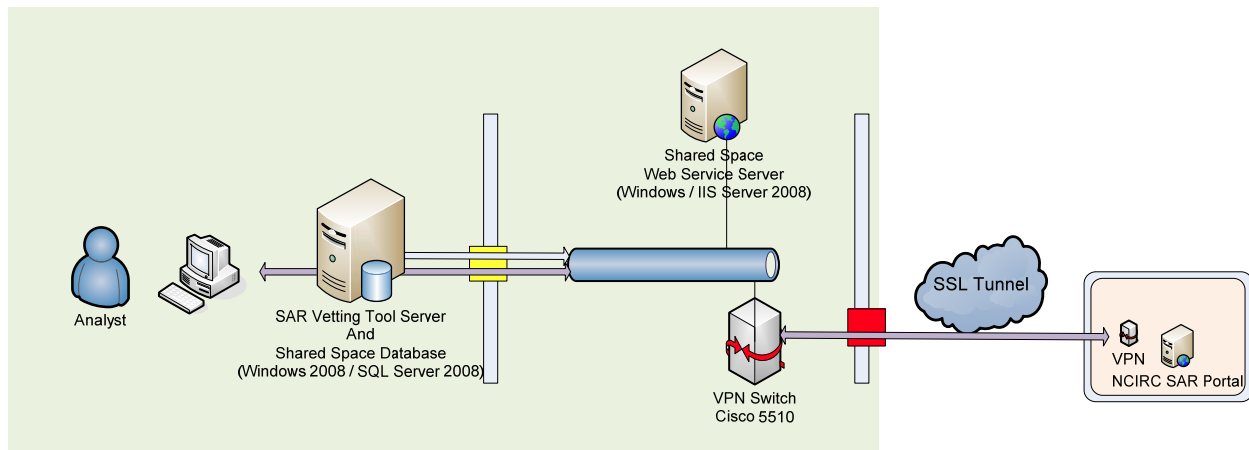 Analyst
SAR Vetting Tool Server
And
Shared Space Database
(Windows 2008 / SQL Server 2008)
Shared Space
Web Service Server
(Windows / IIS Server 2008)
VPN Switch
Cisco 5510
SSL Tunnel
VPN
NCIRC SAR Portal